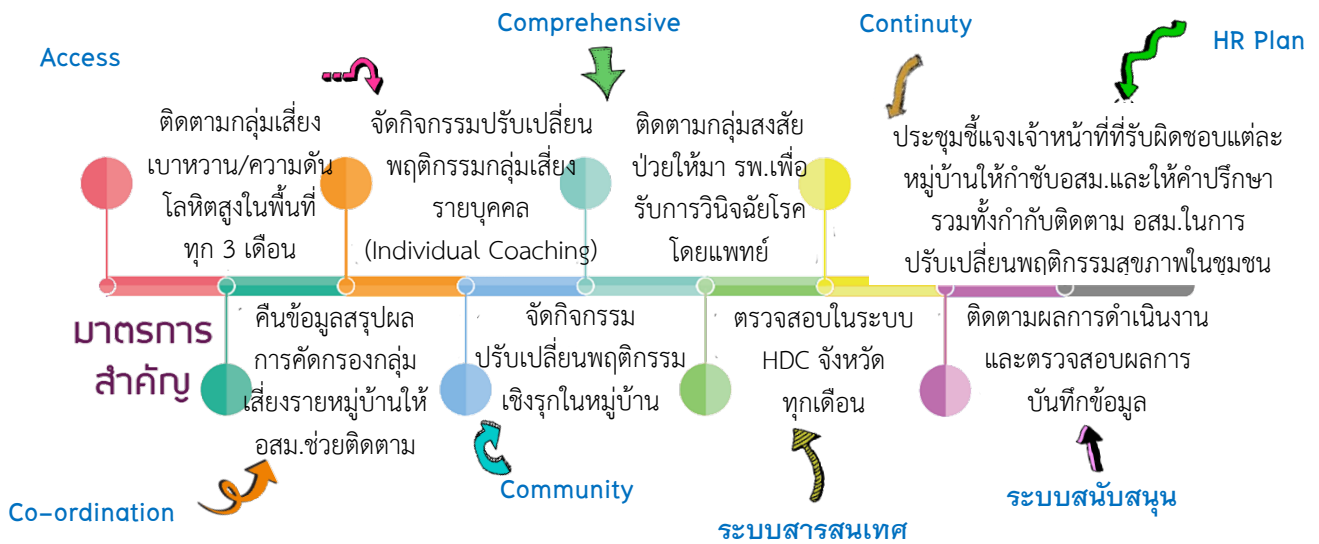 Access
Comprehensive
Continuty
HR Plan
ติดตามกลุ่มเสี่ยง
เบาหวาน/ความดัน
โลหิตสูงในพื้นที่
ทุก 3 เดือน
จัดกิจกรรมปรับเปลี่ยน
พฤติกรรมกลุ่มเสี่ยง
รายบุคคล
(Individual Coaching)
ติดตามกลุ่มสงสัย
ป่วยให้มา รพ.เพื่อ
รับการวินิจฉัยโรค
โดยแพทย์
ประชุมชี้แจงเจ้าหน้าที่ที่รับผิดชอบแต่ละ
หมู่บ้านให้กำชับอสม.และให้คำปรึกษา
รวมทั้งกำกับติดตาม อสม.ในการ
ปรับเปลี่ยนพฤติกรรมสุขภาพในชุมชน
มาตรการ
สำคัญ
คืนข้อมูลสรุปผล
การคัดกรองกลุ่ม
เสี่ยงรายหมู่บ้านให้
อสม.ช่วยติดตาม
จัดกิจกรรม
ปรับเปลี่ยนพฤติกรรม
เชิงรุกในหมู่บ้าน
ตรวจสอบในระบบ
HDC จังหวัด
ทุกเดือน
ติดตามผลการดำเนินงาน
และตรวจสอบผลการ
บันทึกข้อมูล
Co-ordination
Community
ระบบสารสนเทศ
ระบบสนับสนุน